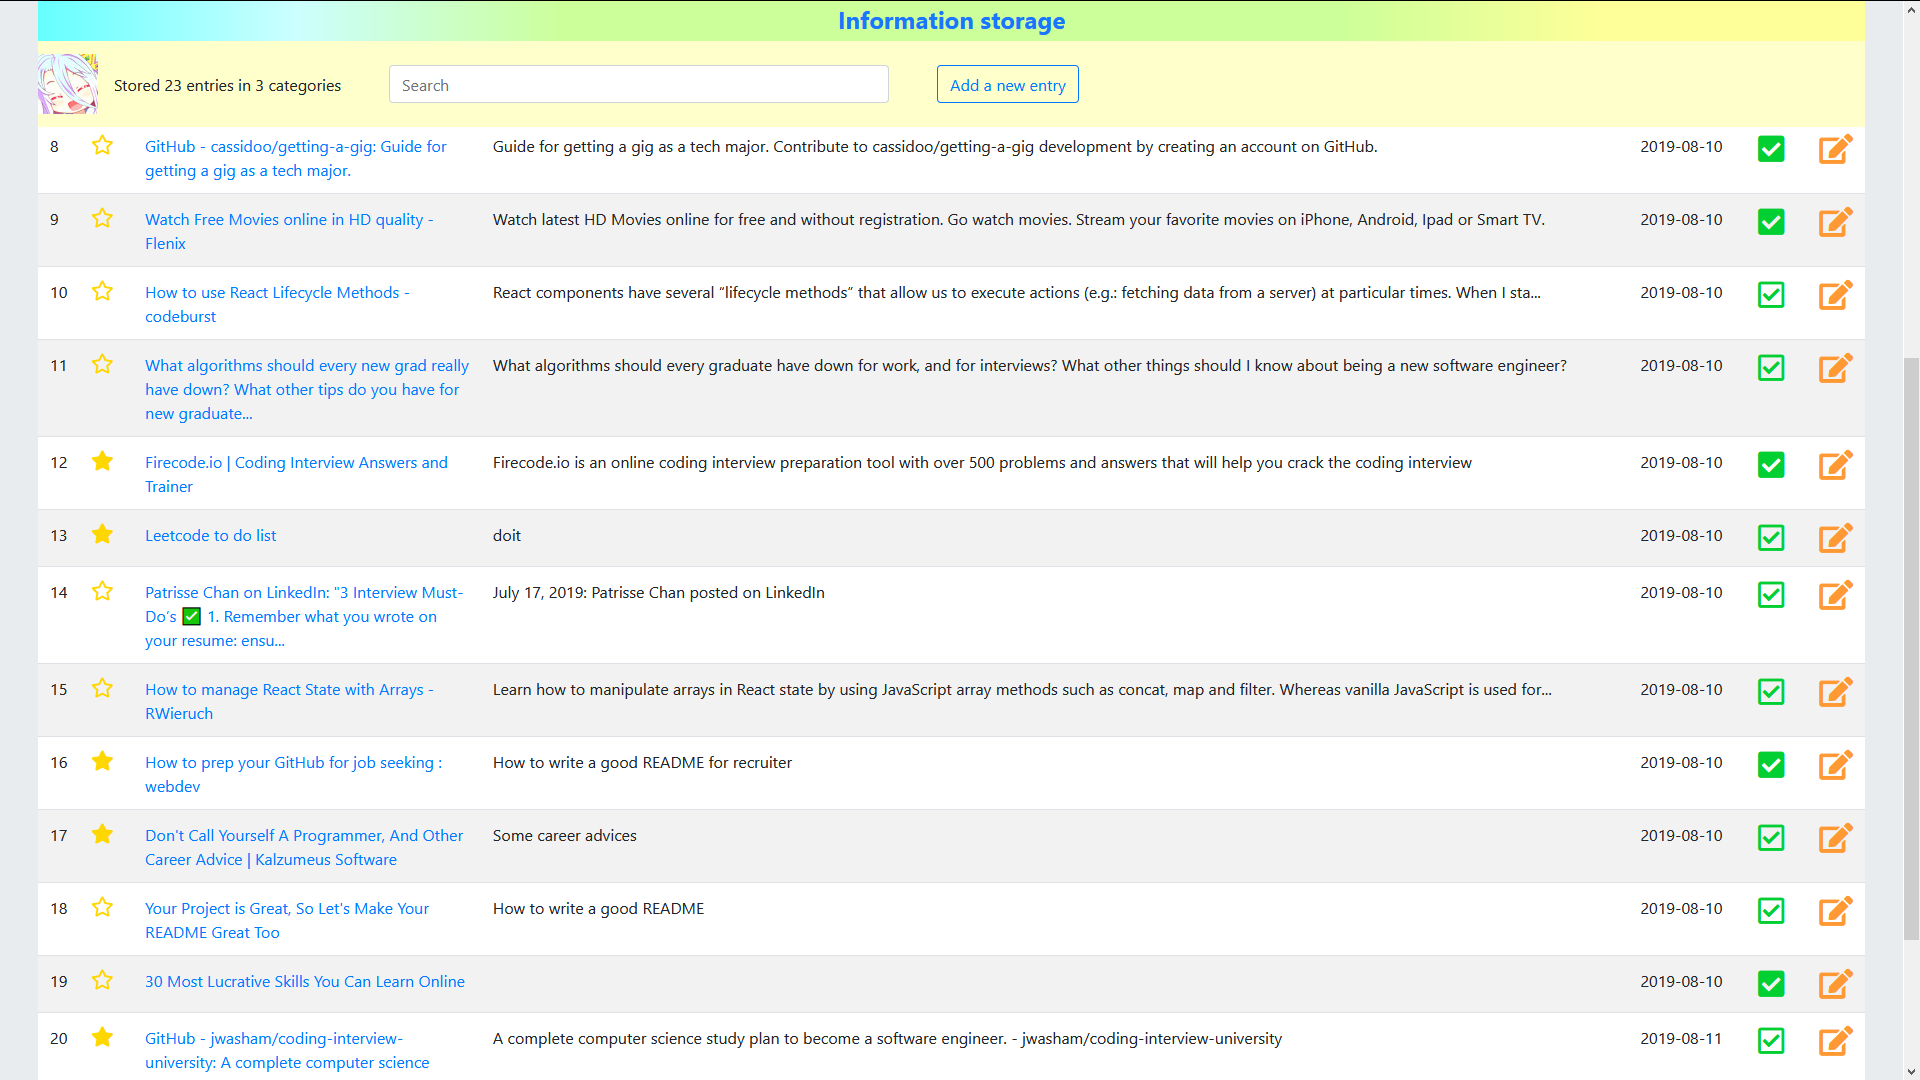 Information storage
Stored 23 entries in 3 categories
Search
Add a new entry
8
GitHub - cassidoo/getting-a-gig: Guide for
getting a gig as a tech major.
Guide for getting a gig as a tech major. Contribute to cassidoo/getting-a-gig development by creating an account on GitHub.
2019-08-10
9
Watch Free Movies online in HD quality -
Flenix
Watch latest HD Movies online for free and without registration. Go watch movies. Stream your favorite movies on iPhone, Android, Ipad or Smart TV.
2019-08-10
10
How to use React Lifecycle Methods -
codeburst
React components have several “lifecycle methods” that allow us to execute actions (e.g.: fetching data from a server) at particular times. When I sta...
2019-08-10
11
What algorithms should every new grad really
have down? What other tips do you have for
new graduate...
What algorithms should every graduate have down for work, and for interviews? What other things should I know about being a new software engineer?
2019-08-10
12
Firecode.io | Coding Interview Answers and
Trainer
Firecode.io is an online coding interview preparation tool with over 500 problems and answers that will help you crack the coding interview
2019-08-10
13
Leetcode to do list
doit
2019-08-10
14
Patrisse Chan on LinkedIn: "3 Interview Must-
Do’s ✅ 1. Remember what you wrote on
your resume: ensu...
July 17, 2019: Patrisse Chan posted on LinkedIn
2019-08-10
15
How to manage React State with Arrays -
RWieruch
Learn how to manipulate arrays in React state by using JavaScript array methods such as concat, map and filter. Whereas vanilla JavaScript is used for...
2019-08-10
16
How to prep your GitHub for job seeking :
webdev
How to write a good README for recruiter
2019-08-10
17
Don't Call Yourself A Programmer, And Other
Career Advice | Kalzumeus Software
Some career advices
2019-08-10
18
Your Project is Great, So Let's Make Your
README Great Too
How to write a good README
2019-08-10
19
30 Most Lucrative Skills You Can Learn Online
2019-08-10
20
GitHub - jwasham/coding-interview-
university: A complete computer science
A complete computer science study plan to become a software engineer. - jwasham/coding-interview-university
2019-08-11